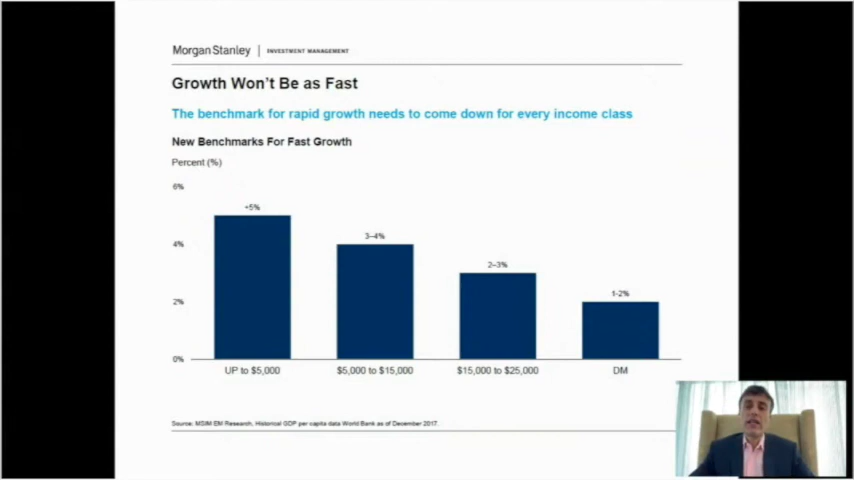 Morgan Stanley | INVESTMENT MANAGEMENT
Growth Won't Be as Fast
The benchmark for rapid growth needs to come down for every income class
New Benchmarks For Fast Growth
Percent (%)
6%
+5%
3–4%
4%
2–3%
1-2%
2%
0%
UP to $5,000 $5,000 to $15,000 $15,000 to $25,000 DM
Source: MSIM EM Research, Historical GDP per capita data World Bank as of December 2017.